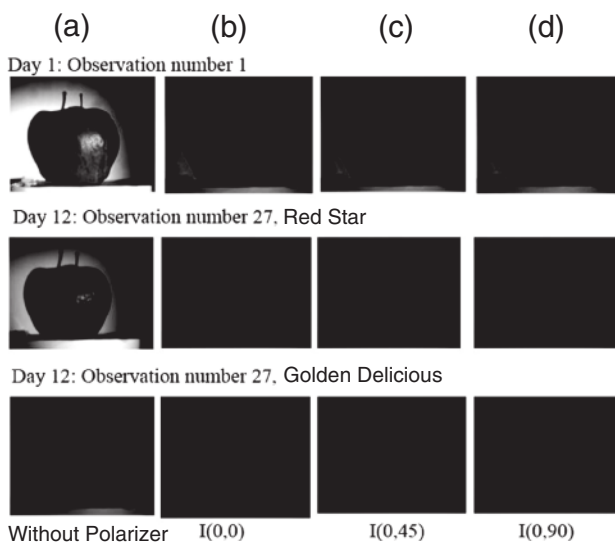 (a) (b) (c) (d)
Day 1: Observation number 1
Day 12: Observation number 27, Red Star
Day 12: Observation number 27, Golden Delicious
Without Polarizer I(0,0) I(0,45) I(0,90)